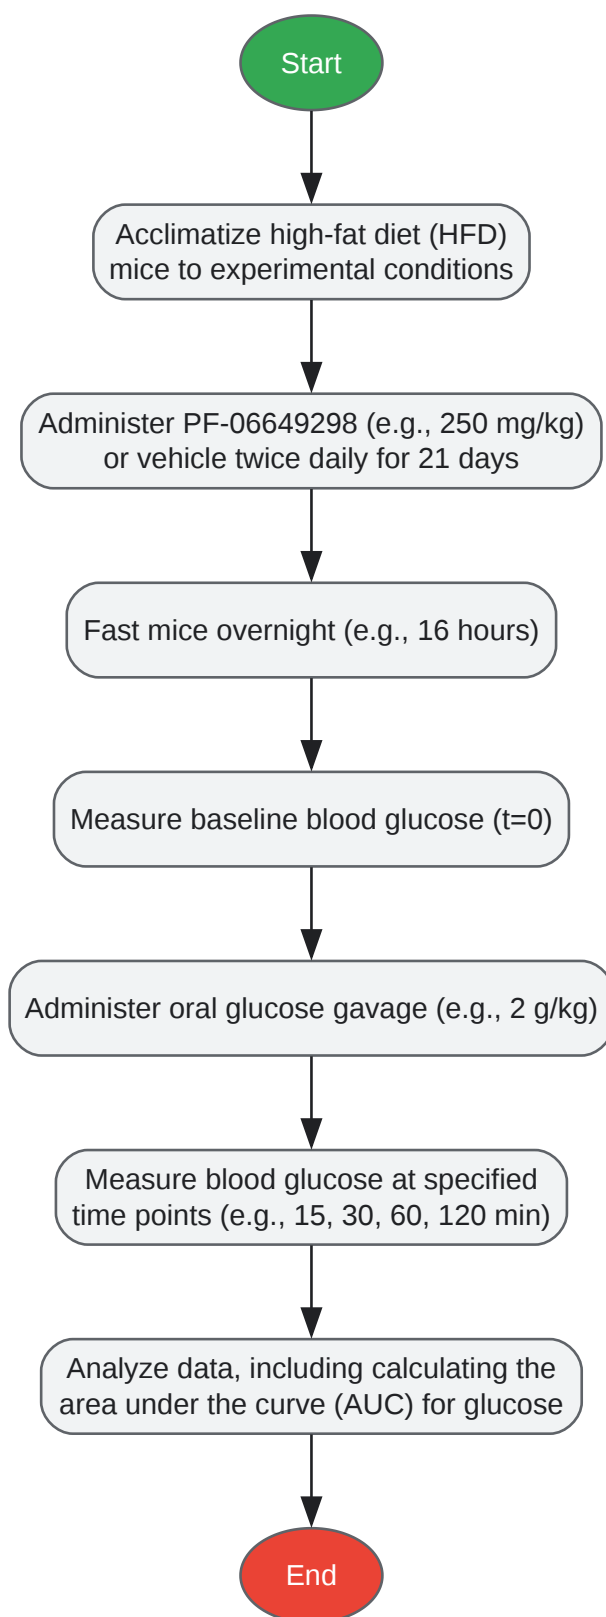 Start
Acclimatize high-fat diet (HFD)
mice to experimental conditions
Administer PF-06649298 (e.g., 250 mg/kg)
or vehicle twice daily for 21 days
Fast mice overnight (e.g., 16 hours)
Measure baseline blood glucose (t=0)
Administer oral glucose gavage (e.g., 2 g/kg)
Measure blood glucose at specified
time points (e.g., 15, 30, 60, 120 min)
Analyze data, including calculating the
area under the curve (AUC) for glucose
End